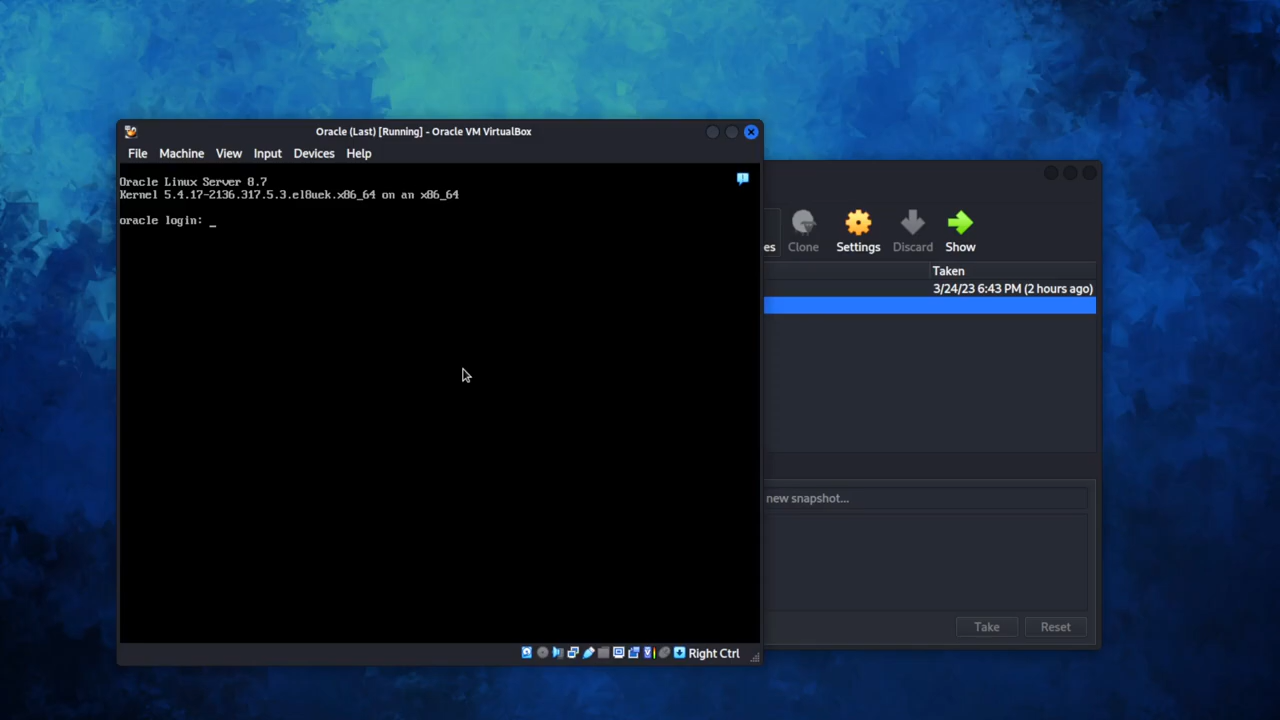 Oracle (Last) [Running] - Oracle VM VirtualBox
File Machine View Input Devices Help
Oracle Linux Server 8.7
Kernel 5.4.17-2136.317.5.3.el8uek.x86_64 on an x86_64
oracle login: _
Right Ctrl
es Clone Settings Discard Show
Taken
3/24/23 6:43 PM (2 hours ago)
new snapshot...
Take Reset